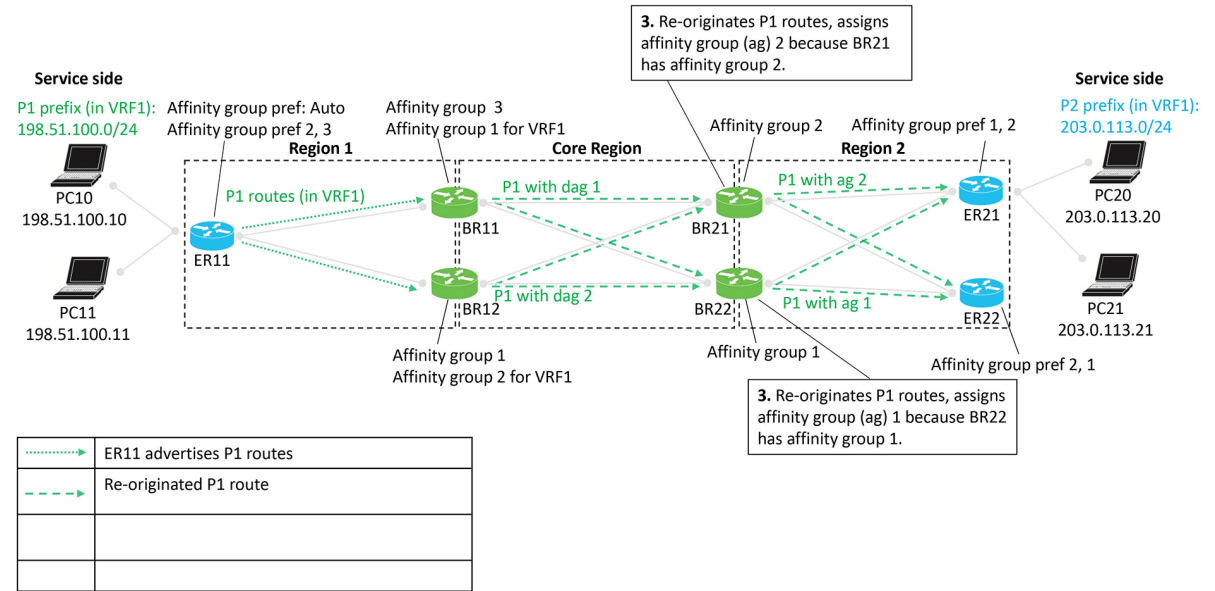 3. Re-originates P1 routes, assigns
affinity group (ag) 2 because BR21
has affinity group 2.
Service side
P1 prefix (in VRF1):
198.51.100.0/24
Affinity group pref: Auto
Affinity group pref 2, 3
Affinity group  3
Affinity group 1 for VRF1
Affinity group 2
Affinity group pref 1, 2
Service side
P2 prefix (in VRF1):
203.0.113.0/24
Region 1
Core Region
Region 2
PC10
198.51.100.10
P1 routes (in VRF1)
P1 with dag 1
P1 with ag 2
PC20
203.0.113.20
ER11
BR11
BR21
ER21
PC11
198.51.100.11
BR12
P1 with dag 2
BR22
P1 with ag 1
ER22
PC21
203.0.113.21
Affinity group 1
Affinity group 2 for VRF1
Affinity group 1
Affinity group pref 2, 1
3. Re-originates P1 routes, assigns
affinity group (ag) 1 because BR22
has affinity group 1.
ER11 advertises P1 routes
Re-originated P1 route